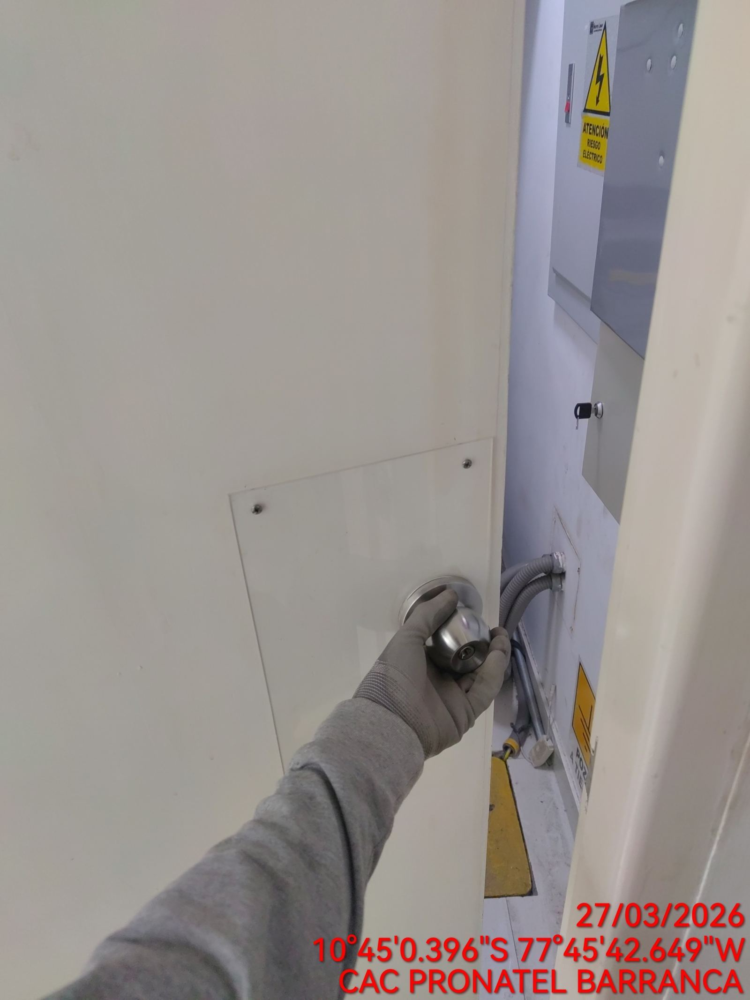 ATENCIÓN
RIESGO
ELÉCTRICO
27/03/2026
10°45'0.396"S 77°45'42.649"W
CAC PRONATEL BARRANCA